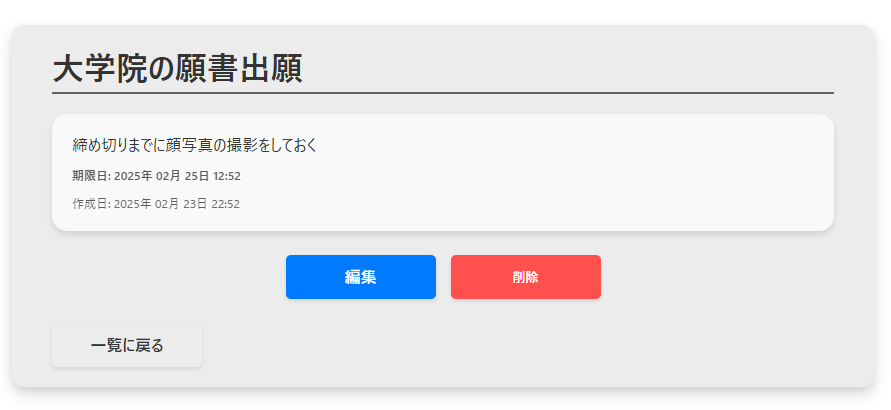 大学院の願書出願
締め切りまでに顔写真の撮影をしておく
期限日: 2025年 02月 25日 12:52
作成日: 2025年 02月 23日 22:52
編集 削除
一覧に戻る